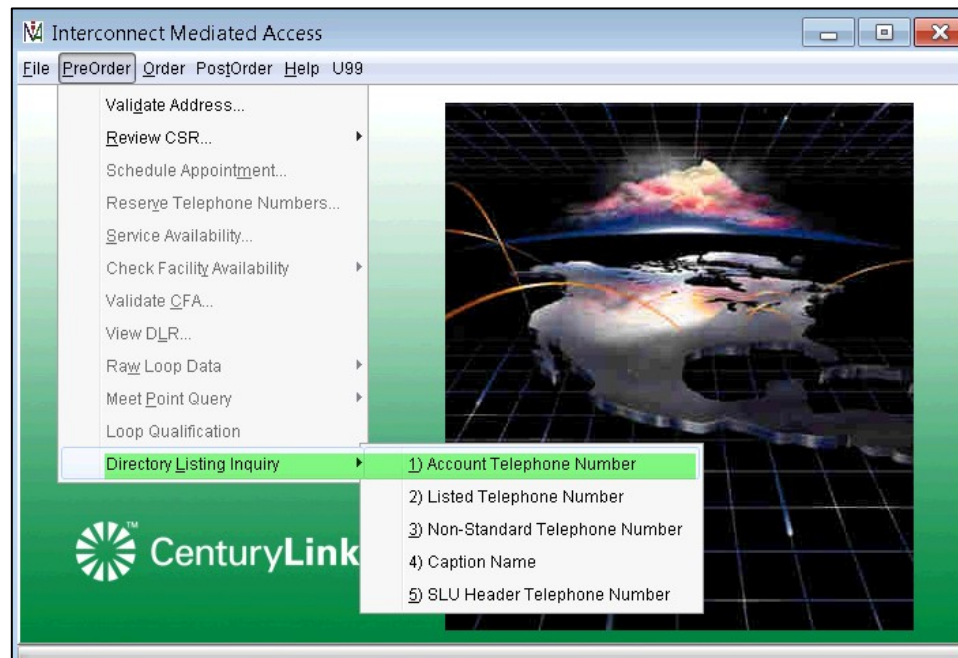 Interconnect Mediated Access
File PreOrder Order PostOrder Help U99
Validate Address...
Review CSR...
Schedule Appointment...
Reserve Telephone Numbers...
Service Availability...
Check Facility Availability
Validate CFA...
View DLR...
Raw Loop Data
Meet Point Query
Loop Qualification
Directory Listing Inquiry
1) Account Telephone Number
2) Listed Telephone Number
3) Non-Standard Telephone Number
4) Caption Name
5) SLU Header Telephone Number
CenturyLink™